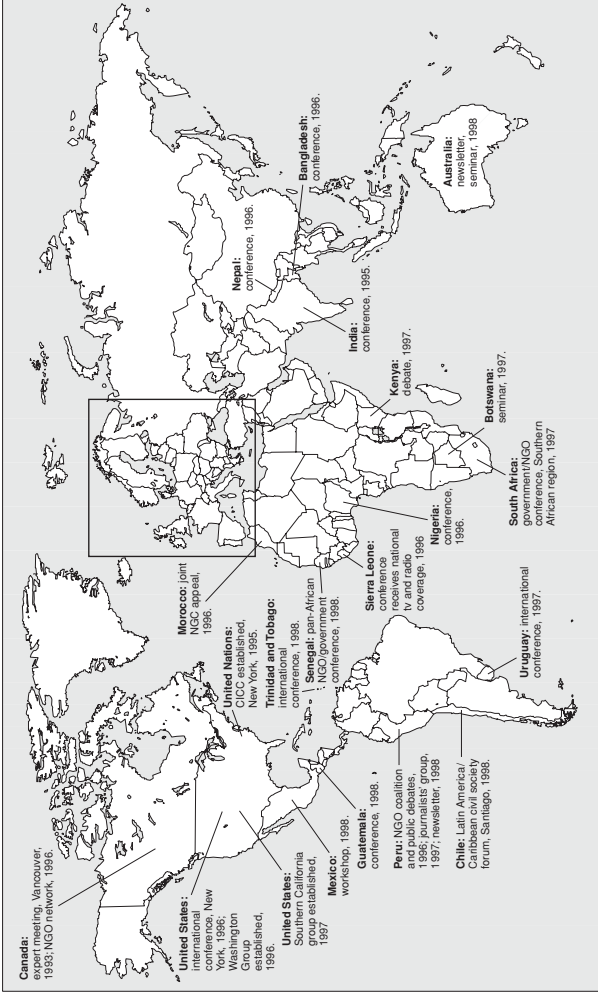 Canada:
expert meeting, Vancouver,
1993; NGO network, 1996.
United States:
international
conference, New
York, 1996;
Washington
Group
established,
1996.
United States:
Southern California
group established,
1997
Mexico:
workshop, 1998.
Guatemala:
conference, 1998.
Peru: NGO coalition
and public debates,
1996; journalists' group,
1997; newsletter, 1998
Chile: Latin America/
Caribbean civil society
forum, Santiago, 1998.
Uruguay: international
conference, 1997.
Morocco: joint
NGC appeal,
1996.
United Nations:
CICC established,
New York, 1995.
Trinidad and Tobago:
international
conference, 1998.
Senegal: pan-African
NGO/government
conference, 1998.
Sierra Leone:
conference
receives national
tv and radio
coverage, 1996
Nigeria:
conference,
1996.
South Africa:
government/NGO
conference, Southern
African region, 1997
Botswana:
seminar, 1997.
Kenya:
debate, 1997.
India:
conference, 1995.
Nepal:
conference, 1996.
Bangladesh:
conference, 1996.
Australia:
newsletter,
seminar, 1998